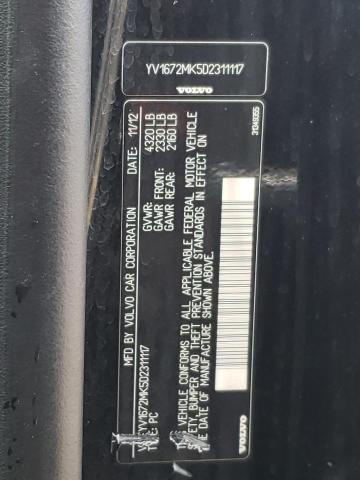 YV1672MK5D2311117
VOLVO
MFD BY VOLVO CAR CORPORATION DATE: 11/12
GVWR: 4320 LB
GAWR FRONT: 2330 LB
GAWR REAR: 2160 LB
THIS VEHICLE CONFORMS TO ALL APPLICABLE FEDERAL MOTOR VEHICLE
SAFETY, BUMPER AND THEFT PREVENTION STANDARDS IN EFFECT ON
THE DATE OF MANUFACTURE SHOWN ABOVE.
YV1672MK5D2311117
TYPE: PC
VOLVO